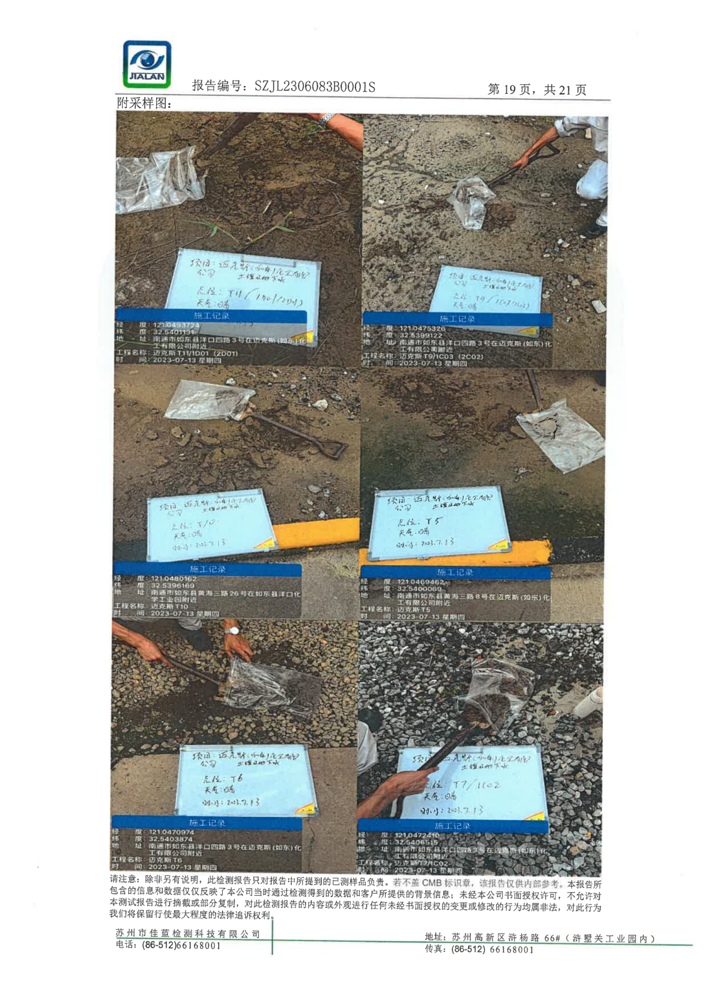 JIALAN
报告编号：SZJL2306083B0001S
第 19 页，共 21 页
附采样图：
项目：迈克斯(如东)化工有限
公司 土壤及地下水
点位：T11/1D01(2D01)
天气：晴
施工记录
经 度：121.0493724
纬 度：32.5401131
地 址：南通市如东县洋口四路3号在迈克斯(如东)化
工有限公司附近
工程名称：迈克斯T11/1D01（2D01）
时 间：2023-07-13 星期四
项目：迈克斯(如东)化工有限
公司 土壤及地下水
点位：T9/
天气：晴
施工记录
经 度：121.0475326
纬 度：32.5399122
地 址：南通市如东县洋口四路3号在迈克斯(如东)化
工有限公司附近
工程名称：迈克斯T9/1C03（2C02）
时 间：2023-07-13 星期四
项目：迈克斯(如东)化工有限
公司 土壤及地下水
点位：T10
天气：晴
时间：2023.7.13
施工记录
经 度：121.0480162
纬 度：32.5396169
地 址：南通市如东县黄海三路26号在如东县洋口化
学工业园附近
工程名称：迈克斯T10
时 间：2023-07-13 星期四
项目：迈克斯(如东)化工有限
公司 土壤及地下水
点位：T5
天气：晴
时间：2023.7.13
施工记录
经 度：121.0469462
纬 度：32.5400069
地 址：南通市如东县黄海三路8号在迈克斯(如东)化
工有限公司附近
工程名称：迈克斯T5
时 间：2023-07-13 星期四
项目：迈克斯(如东)化工有限
公司 土壤及地下水
点位：T6
天气：晴
时间：2023.7.13
施工记录
经 度：121.0470974
纬 度：32.5403874
地 址：南通市如东县洋口四路3号在迈克斯(如东)化
工有限公司附近
工程名称：迈克斯T6
时 间：2023-07-13 星期四
项目 迈克斯(如东)化工有限
土壤及地下水
点位：T7/1C02
天气：晴
时间：2023.7.13
施工记录
经 度：121.0472410
纬 度：32.5406515
地 址：南通市如东县洋口四路3号在迈克斯(如东)化
工有限公司附近
工程名称：迈克斯T7/1C02
时 间：2023-07-13 星期四
请注意：除非另有说明，此检测报告只对报告中所提到的已测样品负责。若不盖 CMB 标识章，该报告仅供内部参考。本报告所
包含的信息和数据仅仅反映了本公司当时通过检测得到的数据和客户所提供的背景信息；未经本公司书面授权许可，不允许对
本测试报告进行摘截或部分复制，对此检测报告的内容或外观进行任何未经书面授权的变更或修改的行为均属非法，对此行为
我们将保留行使最大程度的法律追诉权利。
苏州市佳蓝检测科技有限公司
电话：(86-512)66168001
地址：苏州高新区浒杨路 66#（浒墅关工业园内）
传真：(86-512) 66168001